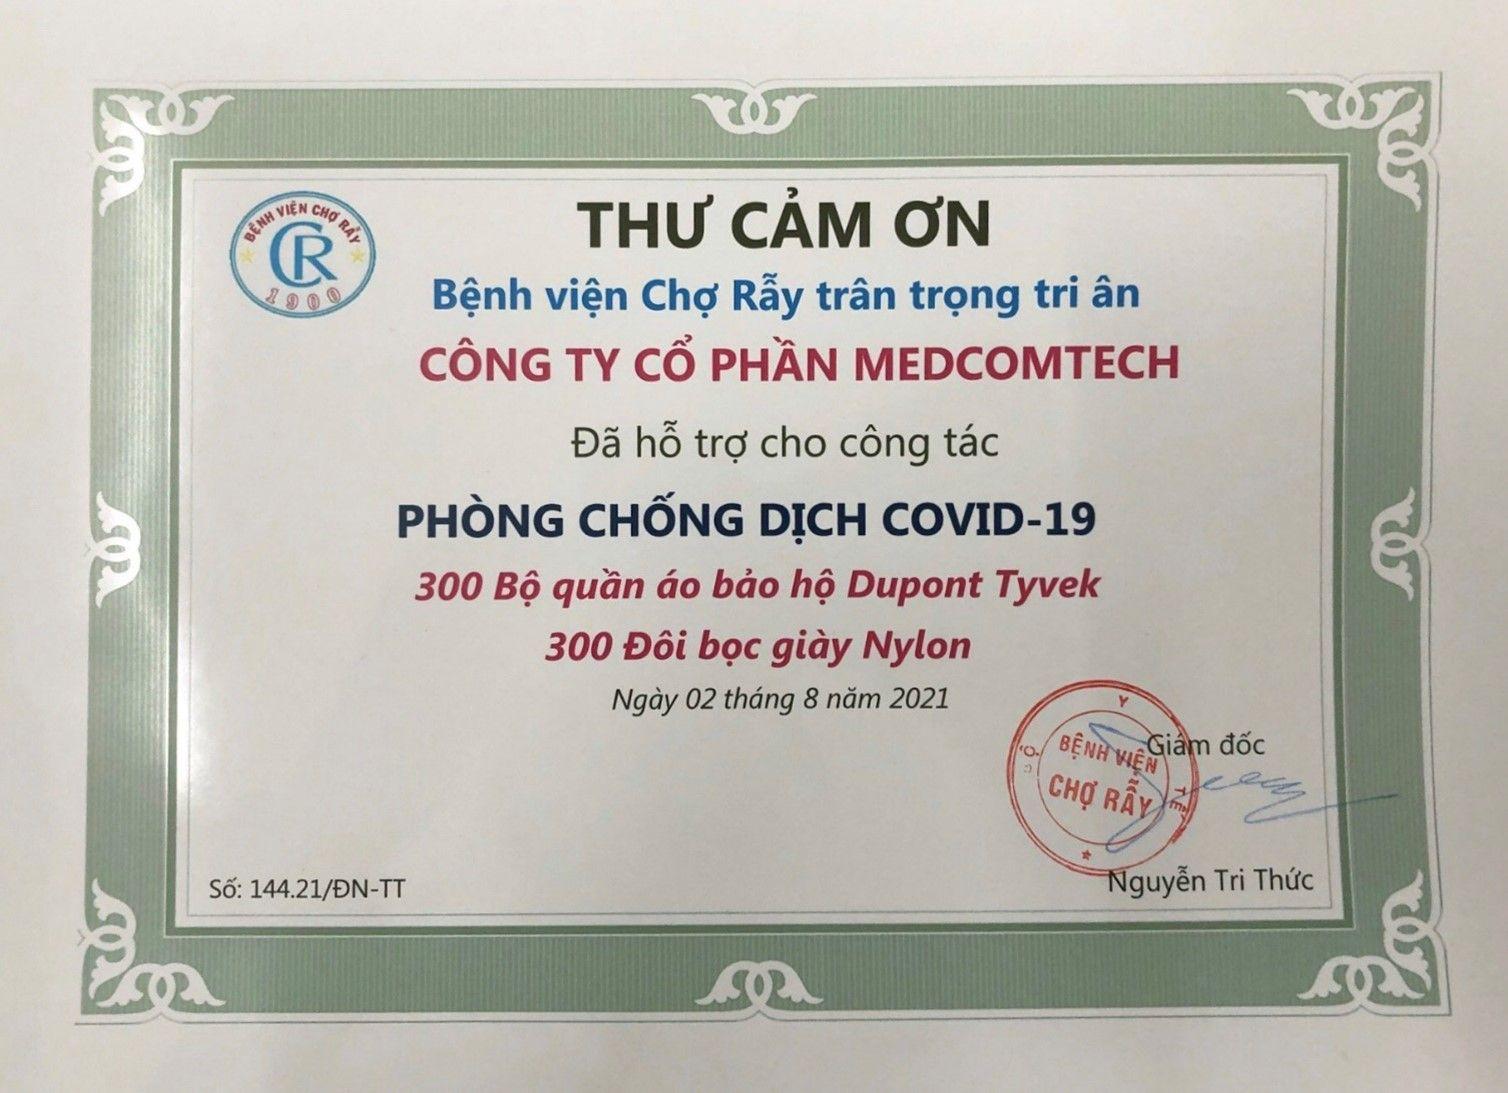 BỆNH VIỆN CHỢ RẪY
CR
1900
THƯ CẢM ƠN
Bệnh viện Chợ Rẫy trân trọng tri ân
CÔNG TY CỔ PHẦN MEDCOMTECH
Đã hỗ trợ cho công tác
PHÒNG CHỐNG DỊCH COVID-19
300 Bộ quần áo bảo hộ Dupont Tyvek
300 Đôi bọc giày Nylon
Ngày 02 tháng 8 năm 2021
Giám đốc
BỘ Y TẾ
BỆNH VIỆN
CHỢ RẪY
Nguyễn Tri Thức
Số: 144.21/ĐN-TT